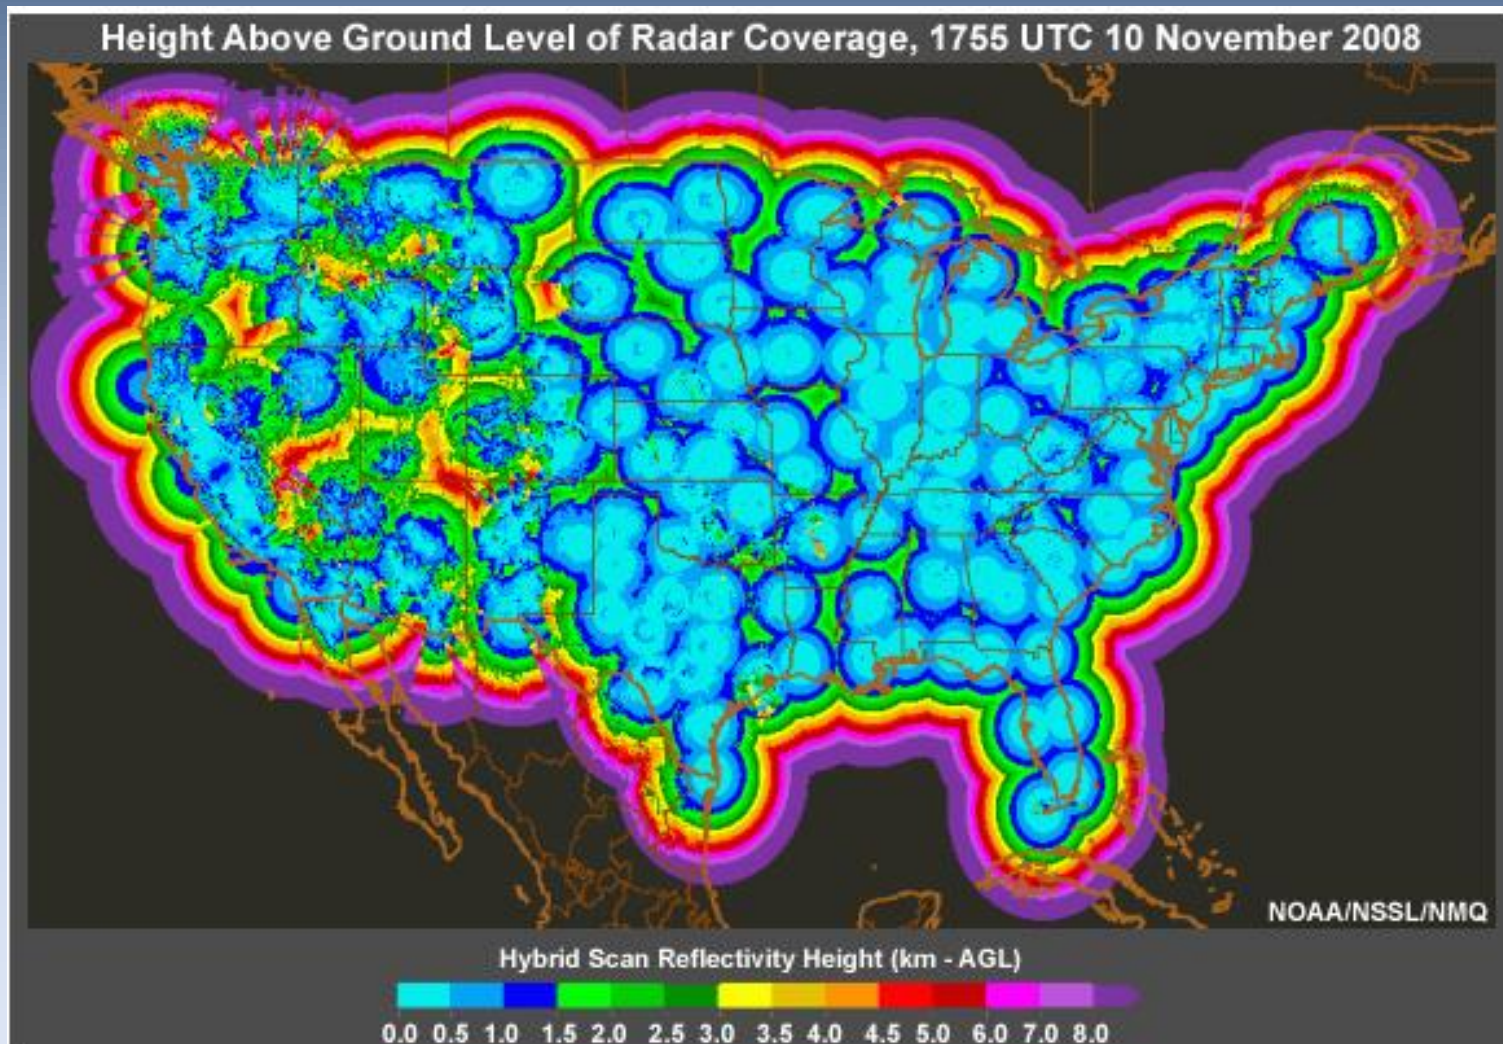 Height Above Ground Level of Radar Coverage, 1755 UTC 10 November 2008
NOAA/NSSL/NMQ
Hybrid Scan Reflectivity Height (km - AGL)
0.0 0.5 1.0 1.5 2.0 2.5 3.0 3.5 4.0 4.5 5.0 6.0 7.0 8.0